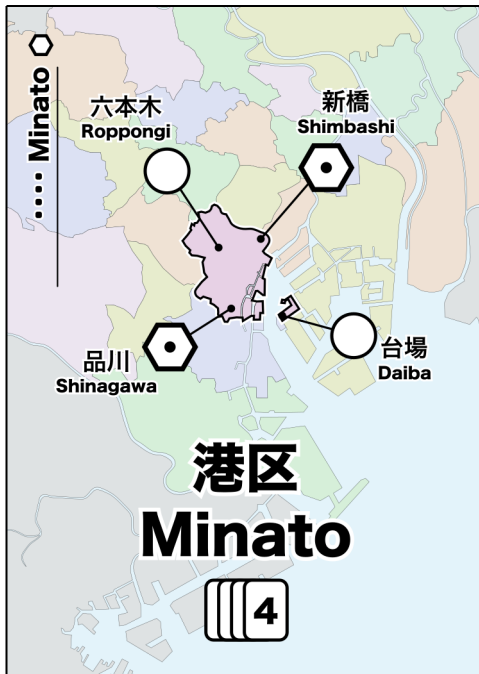 •••• Minato
六本木
Roppongi
新橋
Shimbashi
品川
Shinagawa
台場
Daiba
港区
Minato
4